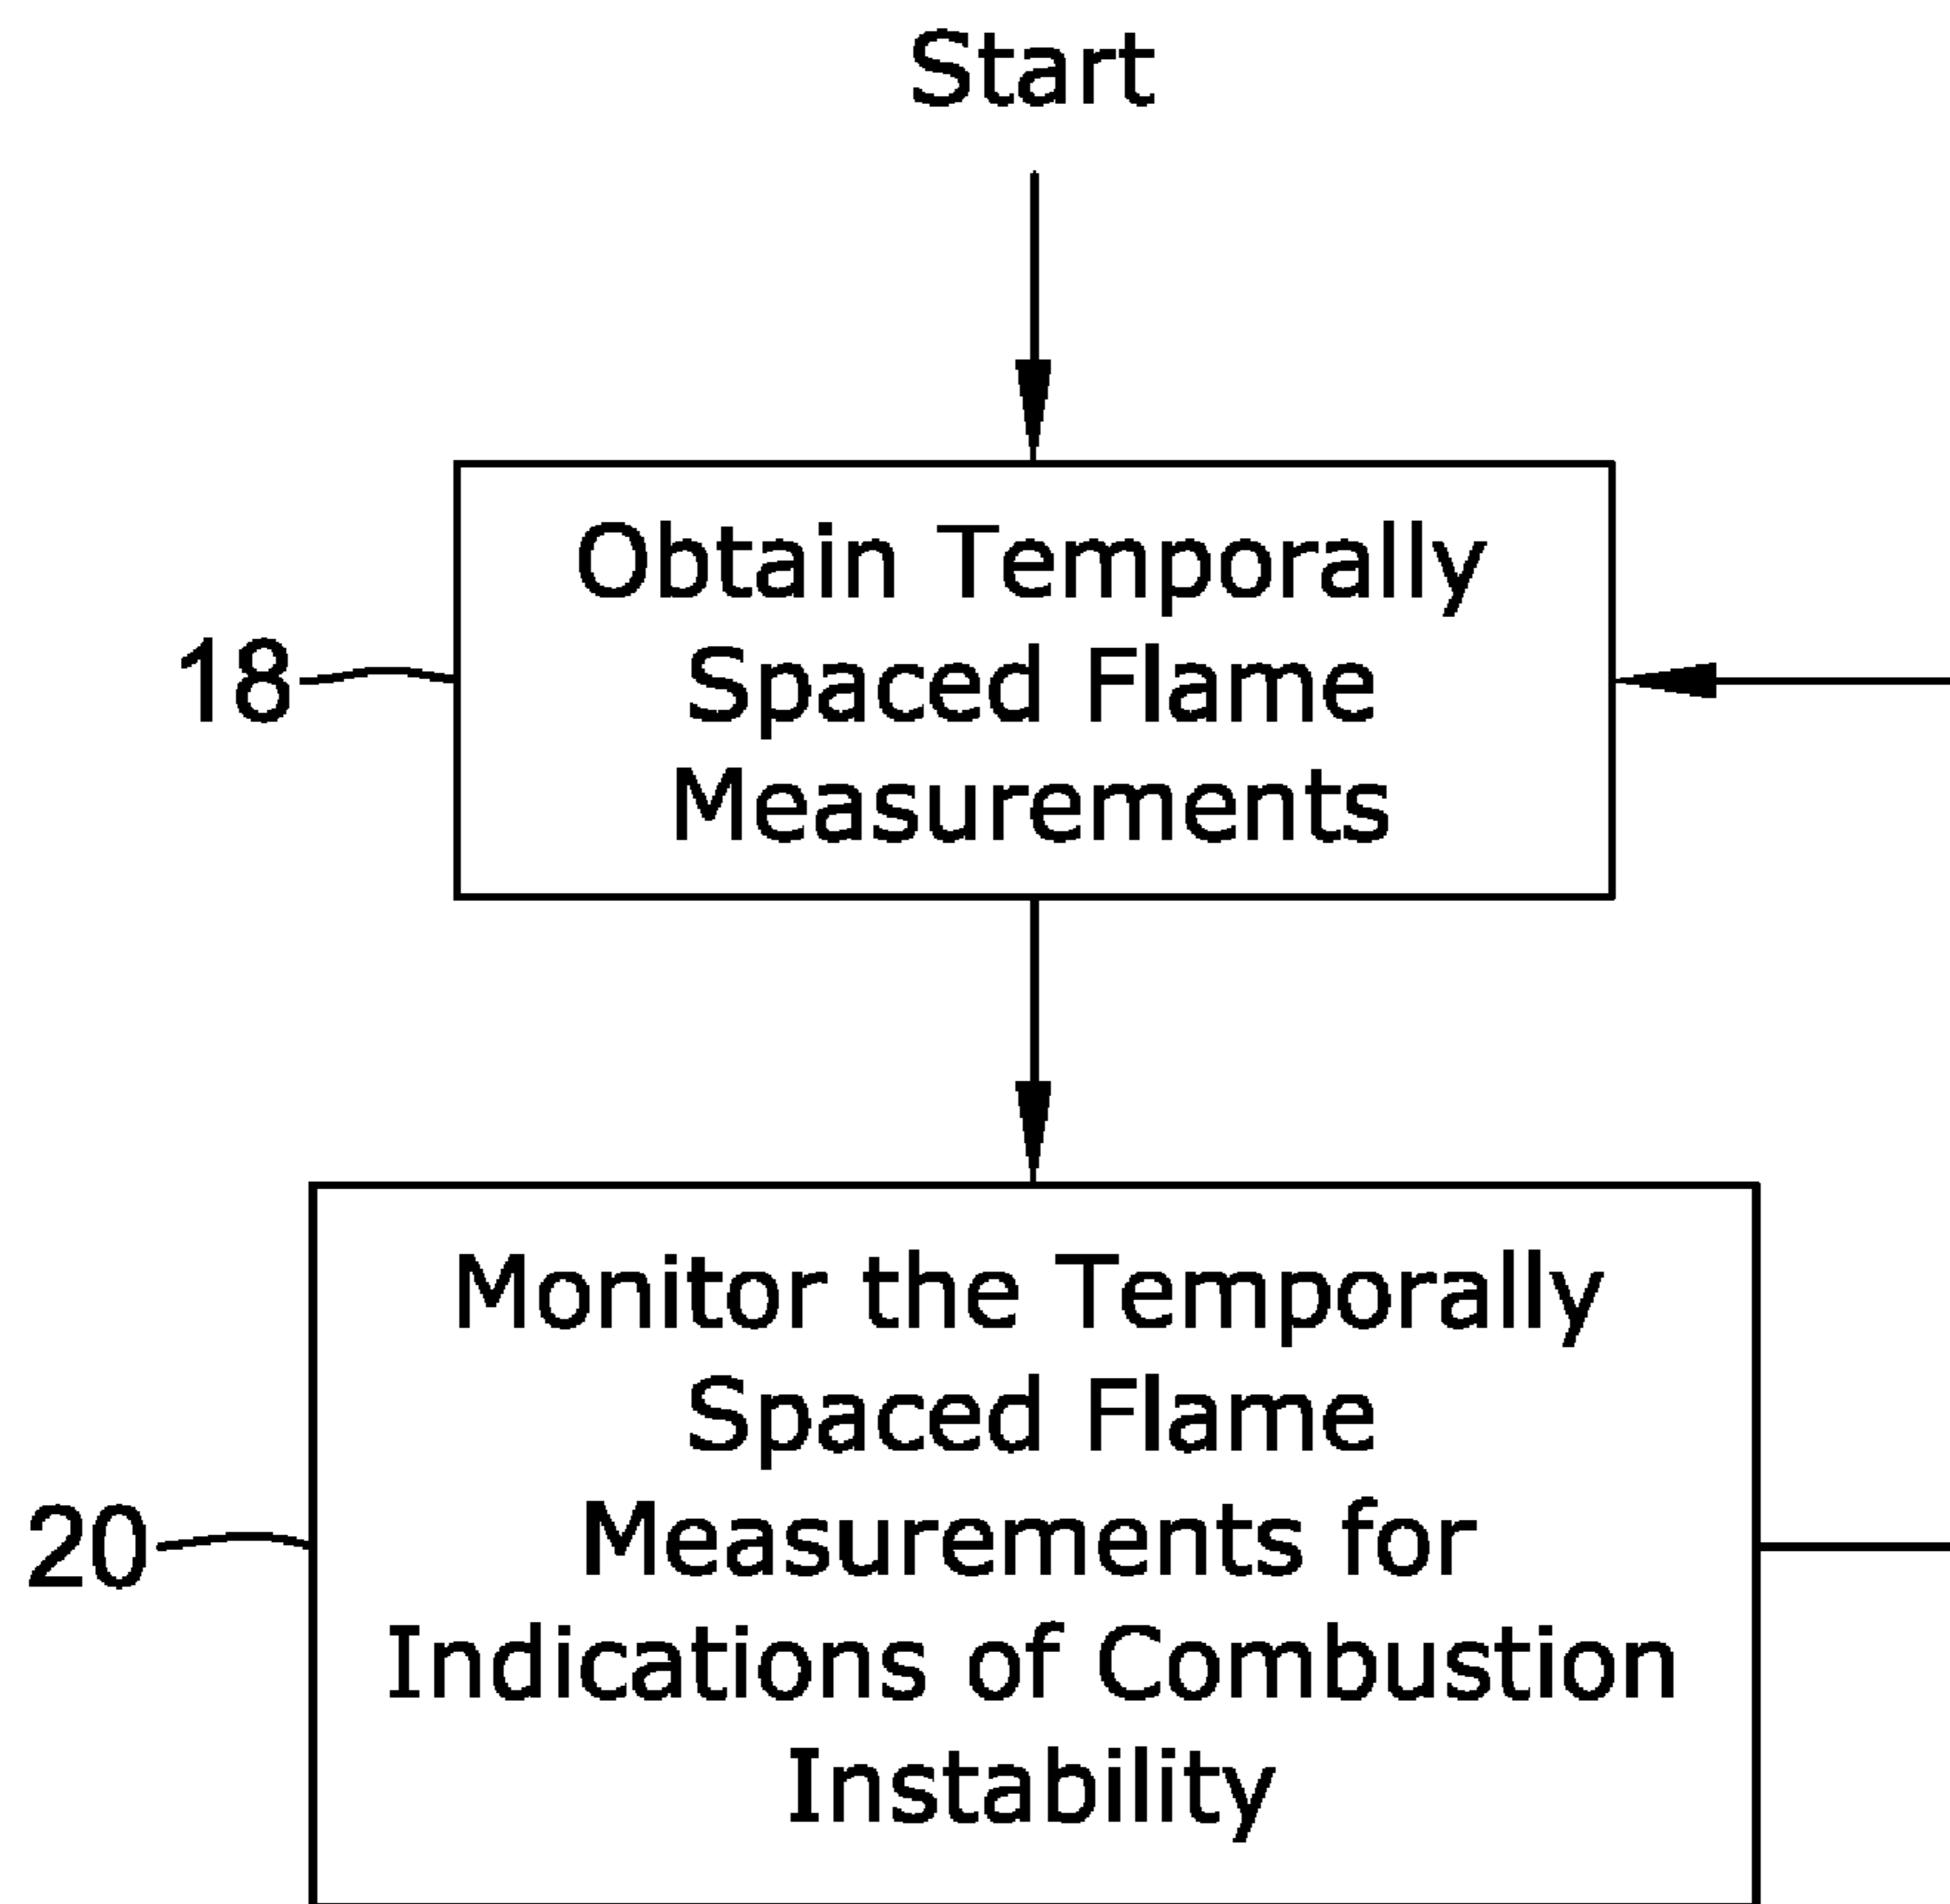 Start
Obtain Temporally
Spaced Flame
Measurements
18
Monitor the Temporally
Spaced Flame
Measurements for
Indications of Combustion
Instability
20